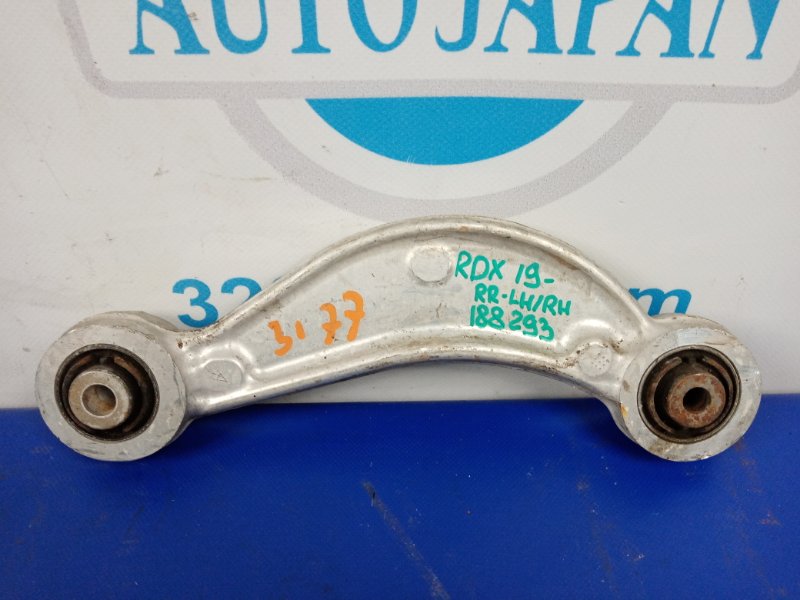 AUTOJAPAN
RDX 19-
RR-LH/RH
188293
3177